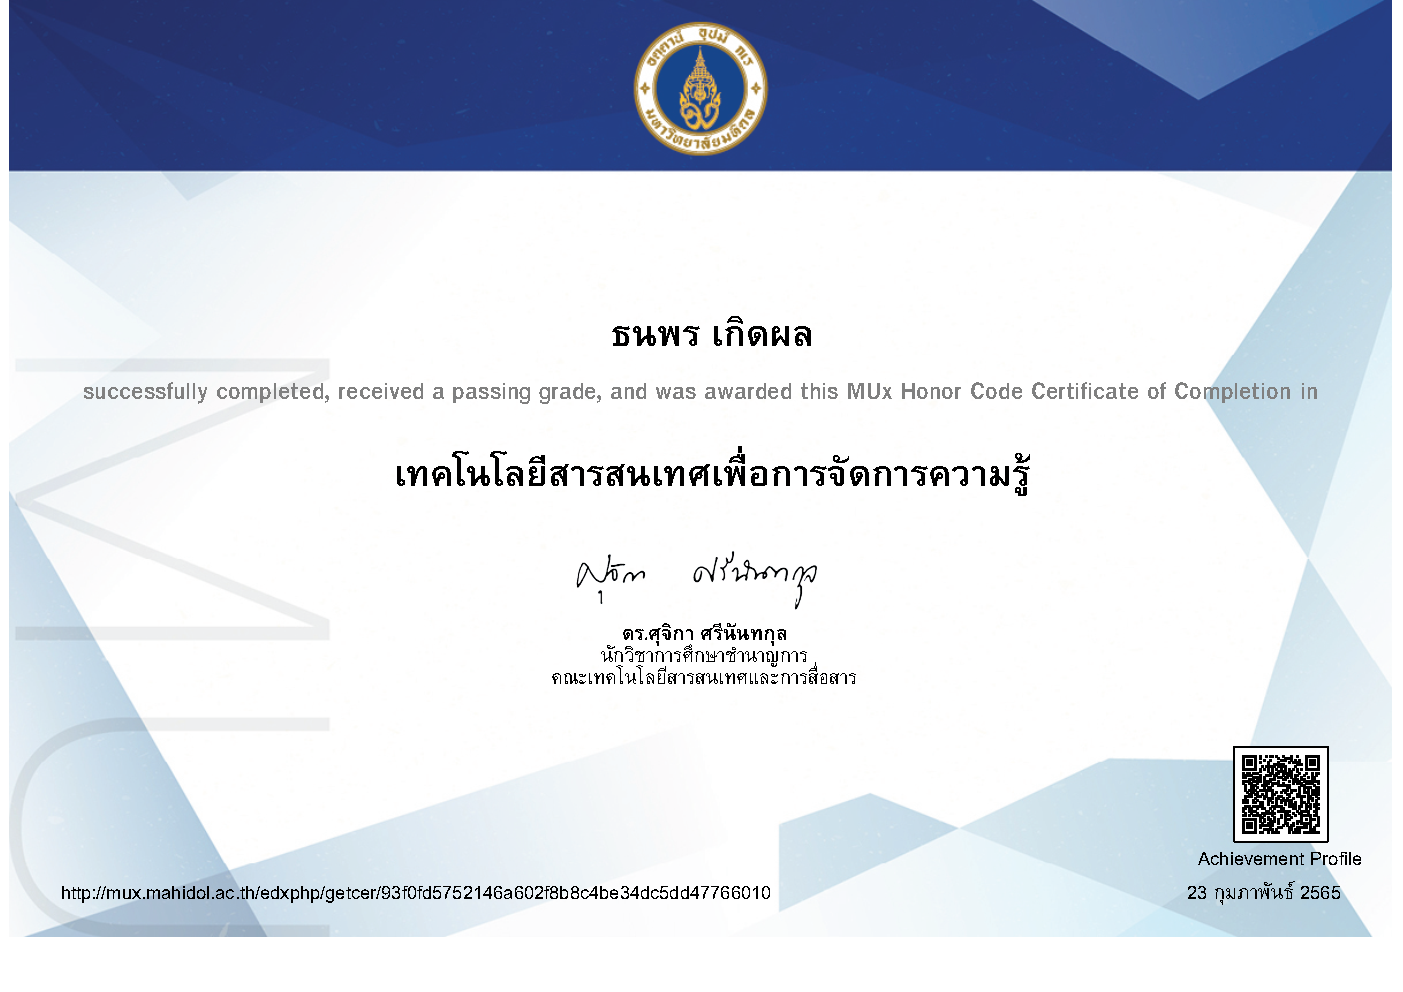 อตฺตานํ อุปมํ กเร
มหาวิทยาลัยมหิดล
ธนพร เกิดผล
successfully completed, received a passing grade, and was awarded this MUx Honor Code Certificate of Completion in
เทคโนโลยีสารสนเทศเพื่อการจัดการความรู้
ศุจิกา ศรีนันทกุล
ดร.ศุจิกา ศรีนันทกุล
นักวิชาการศึกษาชำนาญการ
คณะเทคโนโลยีสารสนเทศและการสื่อสาร
MU
Achievement Profile
http://mux.mahidol.ac.th/edxphp/getcer/93f0fd5752146a602f8b8c4be34dc5dd47766010
23 กุมภาพันธ์ 2565